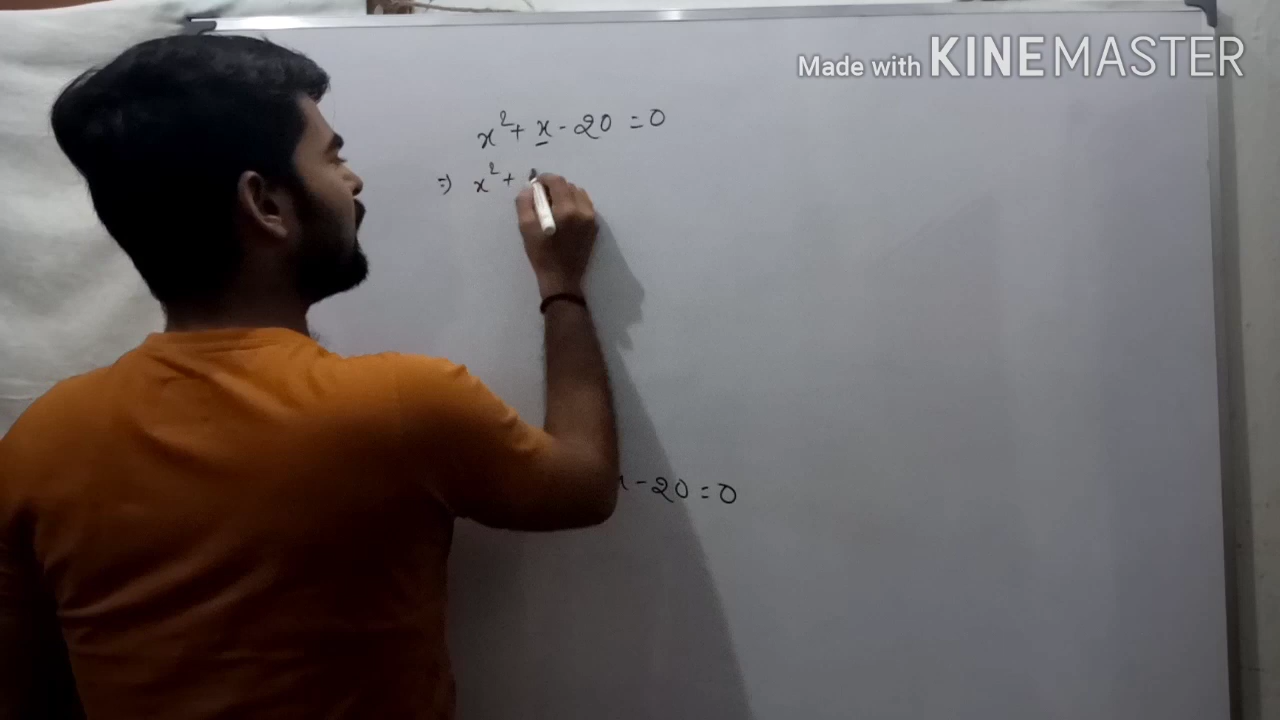 Made with KINEMASTER
x² + x - 20 = 0
⇒ x² +
- 20 = 0